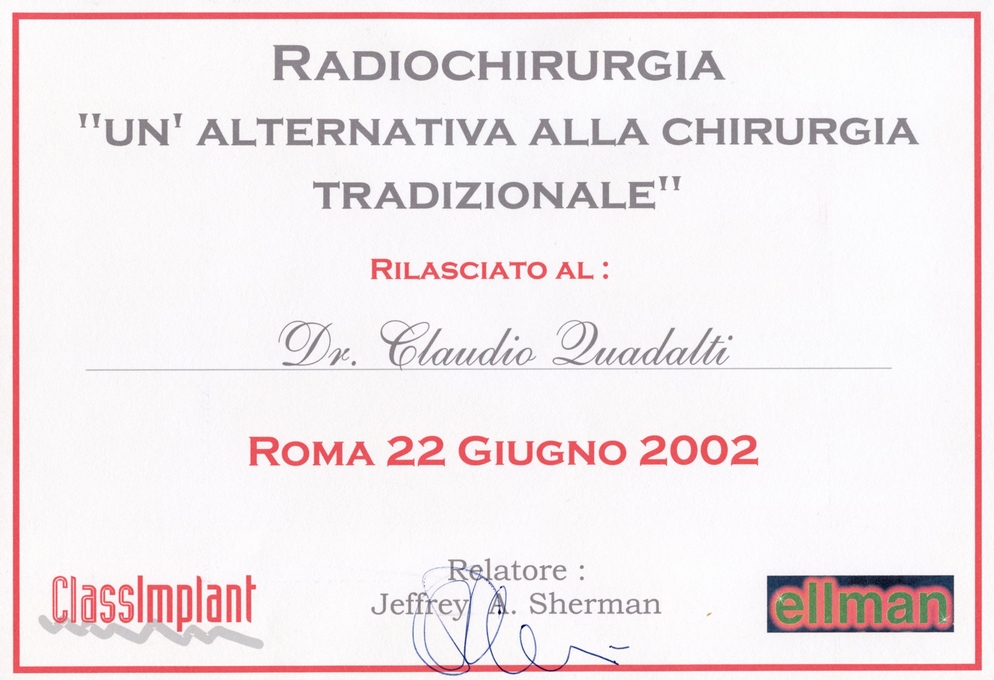 RADIOCHIRURGIA
"UN' ALTERNATIVA ALLA CHIRURGIA
TRADIZIONALE"
RILASCIATO AL :
Dr. Claudio Quadalti
ROMA 22 GIUGNO 2002
Relatore :
Jeffrey A. Sherman
ClassImplant
ellman